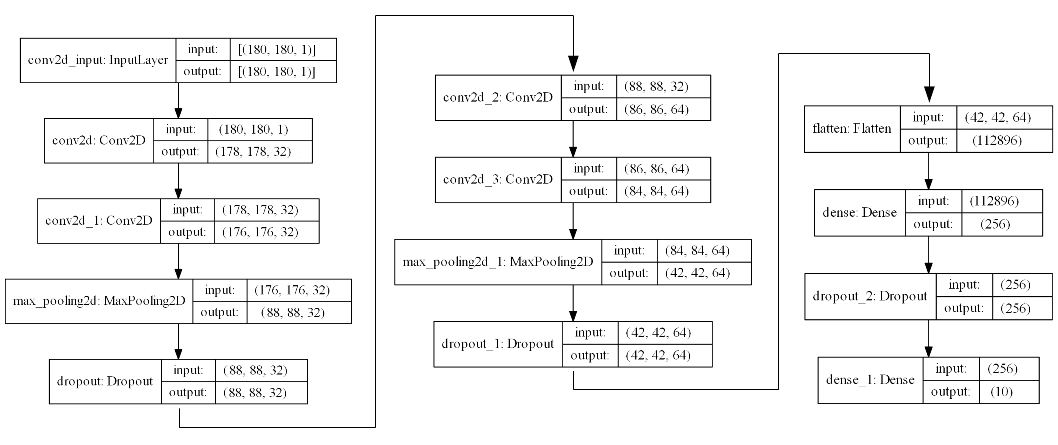 conv2d_input: InputLayer
input: [(180, 180, 1)]
output: [(180, 180, 1)]
conv2d: Conv2D
input: (180, 180, 1)
output: (178, 178, 32)
conv2d_1: Conv2D
input: (178, 178, 32)
output: (176, 176, 32)
max_pooling2d: MaxPooling2D
input: (176, 176, 32)
output: (88, 88, 32)
dropout: Dropout
input: (88, 88, 32)
output: (88, 88, 32)
conv2d_2: Conv2D
input: (88, 88, 32)
output: (86, 86, 64)
conv2d_3: Conv2D
input: (86, 86, 64)
output: (84, 84, 64)
max_pooling2d_1: MaxPooling2D
input: (84, 84, 64)
output: (42, 42, 64)
dropout_1: Dropout
input: (42, 42, 64)
output: (42, 42, 64)
flatten: Flatten
input: (42, 42, 64)
output: (112896)
dense: Dense
input: (112896)
output: (256)
dropout_2: Dropout
input: (256)
output: (256)
dense_1: Dense
input: (256)
output: (10)